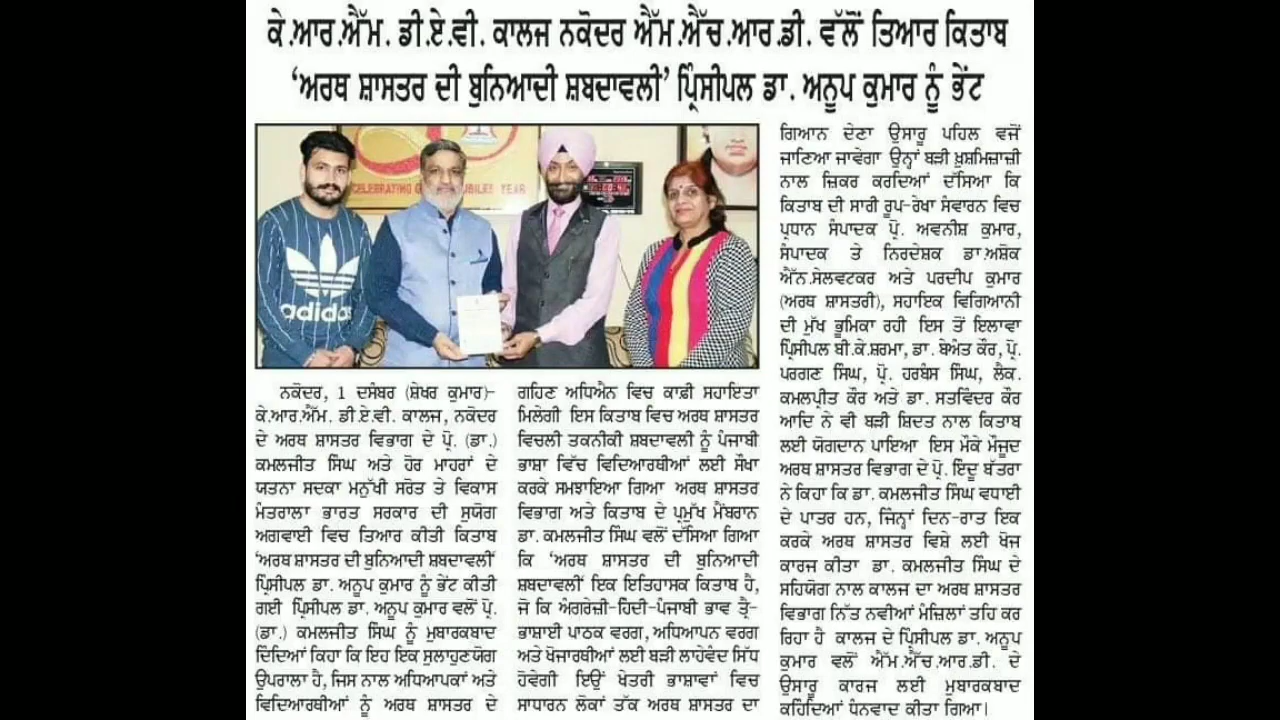 ਕੇ.ਆਰ.ਐੱਮ. ਡੀ.ਏ.ਵੀ. ਕਾਲਜ ਨਕੋਦਰ ਐੱਮ.ਐੱਚ.ਆਰ.ਡੀ. ਵੱਲੋਂ ਤਿਆਰ ਕਿਤਾਬ
‘ਅਰਥ ਸ਼ਾਸਤਰ ਦੀ ਬੁਨਿਆਦੀ ਸ਼ਬਦਾਵਲੀ’ ਪ੍ਰਿੰਸੀਪਲ ਡਾ. ਅਨੂਪ ਕੁਮਾਰ ਨੂੰ ਭੇਂਟ
adidas
ਨਕੋਦਰ, 1 ਦਸੰਬਰ (ਸ਼ੇਖਰ ਕੁਮਾਰ)-
ਕੇ.ਆਰ.ਐੱਮ. ਡੀ.ਏ.ਵੀ. ਕਾਲਜ, ਨਕੋਦਰ
ਦੇ ਅਰਥ ਸ਼ਾਸਤਰ ਵਿਭਾਗ ਦੇ ਪ੍ਰੋ. (ਡਾ.)
ਕਮਲਜੀਤ ਸਿੰਘ ਅਤੇ ਹੋਰ ਮਾਹਰਾਂ ਦੇ
ਯਤਨਾ ਸਦਕਾ ਮਨੁੱਖੀ ਸਰੋਤ ਤੇ ਵਿਕਾਸ
ਮੰਤਰਾਲਾ ਭਾਰਤ ਸਰਕਾਰ ਦੀ ਸੁਯੋਗ
ਅਗਵਾਈ ਵਿਚ ਤਿਆਰ ਕੀਤੀ ਕਿਤਾਬ
‘ਅਰਥ ਸ਼ਾਸਤਰ ਦੀ ਬੁਨਿਆਦੀ ਸ਼ਬਦਾਵਲੀ’
ਪ੍ਰਿੰਸੀਪਲ ਡਾ. ਅਨੂਪ ਕੁਮਾਰ ਨੂੰ ਭੇਂਟ ਕੀਤੀ
ਗਈ ਪ੍ਰਿੰਸੀਪਲ ਡਾ. ਅਨੂਪ ਕੁਮਾਰ ਵਲੋਂ ਪ੍ਰੋ.
(ਡਾ.) ਕਮਲਜੀਤ ਸਿੰਘ ਨੂੰ ਮੁਬਾਰਕਬਾਦ
ਦਿੰਦਿਆਂ ਕਿਹਾ ਕਿ ਇਹ ਇਕ ਸੁਲਾਹੁਣਯੋਗ
ਉਪਰਾਲਾ ਹੈ, ਜਿਸ ਨਾਲ ਅਧਿਆਪਕਾਂ ਅਤੇ
ਵਿਦਿਆਰਥੀਆਂ ਨੂੰ ਅਰਥ ਸ਼ਾਸਤਰ ਦੇ
ਗਹਿਣ ਅਧਿਐਨ ਵਿਚ ਕਾਫ਼ੀ ਸਹਾਇਤਾ
ਮਿਲੇਗੀ ਇਸ ਕਿਤਾਬ ਵਿਚ ਅਰਥ ਸ਼ਾਸਤਰ
ਵਿਚਲੀ ਤਕਨੀਕੀ ਸ਼ਬਦਾਵਲੀ ਨੂੰ ਪੰਜਾਬੀ
ਭਾਸ਼ਾ ਵਿੱਚ ਵਿਦਿਆਰਥੀਆਂ ਲਈ ਸੌਖਾ
ਕਰਕੇ ਸਮਝਾਇਆ ਗਿਆ ਅਰਥ ਸ਼ਾਸਤਰ
ਵਿਭਾਗ ਅਤੇ ਕਿਤਾਬ ਦੇ ਪ੍ਰਮੁੱਖ ਮੈਂਬਰਾਨ
ਡਾ. ਕਮਲਜੀਤ ਸਿੰਘ ਵਲੋਂ ਦੱਸਿਆ ਗਿਆ
ਕਿ ‘ਅਰਥ ਸ਼ਾਸਤਰ ਦੀ ਬੁਨਿਆਦੀ
ਸ਼ਬਦਾਵਲੀ’ ਇਕ ਇਤਿਹਾਸਕ ਕਿਤਾਬ ਹੈ,
ਜੋ ਕਿ ਅੰਗਰੇਜ਼ੀ-ਹਿੰਦੀ-ਪੰਜਾਬੀ ਭਾਵ ਤ੍ਰੈ-
ਭਾਸ਼ਾਈ ਪਾਠਕ ਵਰਗ, ਅਧਿਆਪਨ ਵਰਗ
ਅਤੇ ਖੋਜਾਰਥੀਆਂ ਲਈ ਬੜੀ ਲਾਹੇਵੰਦ ਸਿੱਧ
ਹੋਵੇਗੀ ਇਉਂ ਖੇਤਰੀ ਭਾਸ਼ਾਵਾਂ ਵਿਚ
ਸਾਧਾਰਨ ਲੋਕਾਂ ਤੱਕ ਅਰਥ ਸ਼ਾਸਤਰ ਦਾ
ਗਿਆਨ ਦੇਣਾ ਉਸਾਰੂ ਪਹਿਲ ਵਜੋਂ
ਜਾਣਿਆ ਜਾਵੇਗਾ ਉਨ੍ਹਾਂ ਬੜੀ ਖ਼ੁਸ਼ਮਿਜ਼ਾਜ਼ੀ
ਨਾਲ ਜ਼ਿਕਰ ਕਰਦਿਆਂ ਦੱਸਿਆ ਕਿ
ਕਿਤਾਬ ਦੀ ਸਾਰੀ ਰੂਪ-ਰੇਖਾ ਸੰਵਾਰਨ ਵਿਚ
ਪ੍ਰਧਾਨ ਸੰਪਾਦਕ ਪ੍ਰੋ. ਅਵਨੀਸ਼ ਕੁਮਾਰ,
ਸੰਪਾਦਕ ਤੇ ਨਿਰਦੇਸ਼ਕ ਡਾ.ਅਸ਼ੋਕ
ਐੱਨ.ਸੇਲਵਟਕਰ ਅਤੇ ਪਰਦੀਪ ਕੁਮਾਰ
(ਅਰਥ ਸ਼ਾਸਤਰੀ), ਸਹਾਇਕ ਵਿਗਿਆਨੀ
ਦੀ ਮੁੱਖ ਭੂਮਿਕਾ ਰਹੀ ਇਸ ਤੋਂ ਇਲਾਵਾ
ਪ੍ਰਿੰਸੀਪਲ ਬੀ.ਕੇ.ਸ਼ਰਮਾ, ਡਾ. ਬੇਅੰਤ ਕੌਰ, ਪ੍ਰੋ.
ਪਰਗਣ ਸਿੰਘ, ਪ੍ਰੋ. ਹਰਬੰਸ ਸਿੰਘ, ਲੈਕ.
ਕਮਲਪ੍ਰੀਤ ਕੌਰ ਅਤੇ ਡਾ. ਸਤਵਿੰਦਰ ਕੌਰ
ਆਦਿ ਨੇ ਵੀ ਬੜੀ ਸ਼ਿਦਤ ਨਾਲ ਕਿਤਾਬ
ਲਈ ਯੋਗਦਾਨ ਪਾਇਆ ਇਸ ਮੌਕੇ ਮੌਜੂਦ
ਅਰਥ ਸ਼ਾਸਤਰ ਵਿਭਾਗ ਦੇ ਪ੍ਰੋ. ਇੰਦੂ ਬੱਤਰਾ
ਨੇ ਕਿਹਾ ਕਿ ਡਾ. ਕਮਲਜੀਤ ਸਿੰਘ ਵਧਾਈ
ਦੇ ਪਾਤਰ ਹਨ, ਜਿੰਨ੍ਹਾਂ ਦਿਨ-ਰਾਤ ਇਕ
ਕਰਕੇ ਅਰਥ ਸ਼ਾਸਤਰ ਵਿਸ਼ੇ ਲਈ ਖੋਜ
ਕਾਰਜ ਕੀਤਾ ਡਾ. ਕਮਲਜੀਤ ਸਿੰਘ ਦੇ
ਸਹਿਯੋਗ ਨਾਲ ਕਾਲਜ ਦਾ ਅਰਥ ਸ਼ਾਸਤਰ
ਵਿਭਾਗ ਨਿੱਤ ਨਵੀਆਂ ਮੰਜ਼ਿਲਾਂ ਤਹਿ ਕਰ
ਰਿਹਾ ਹੈ ਕਾਲਜ ਦੇ ਪ੍ਰਿੰਸੀਪਲ ਡਾ. ਅਨੂਪ
ਕੁਮਾਰ ਵਲੋਂ ਐੱਮ.ਐੱਚ.ਆਰ.ਡੀ. ਦੇ
ਉਸਾਰੂ ਕਾਰਜ ਲਈ ਮੁਬਾਰਕਬਾਦ
ਕਹਿੰਦਿਆਂ ਧੰਨਵਾਦ ਕੀਤਾ ਗਿਆ।